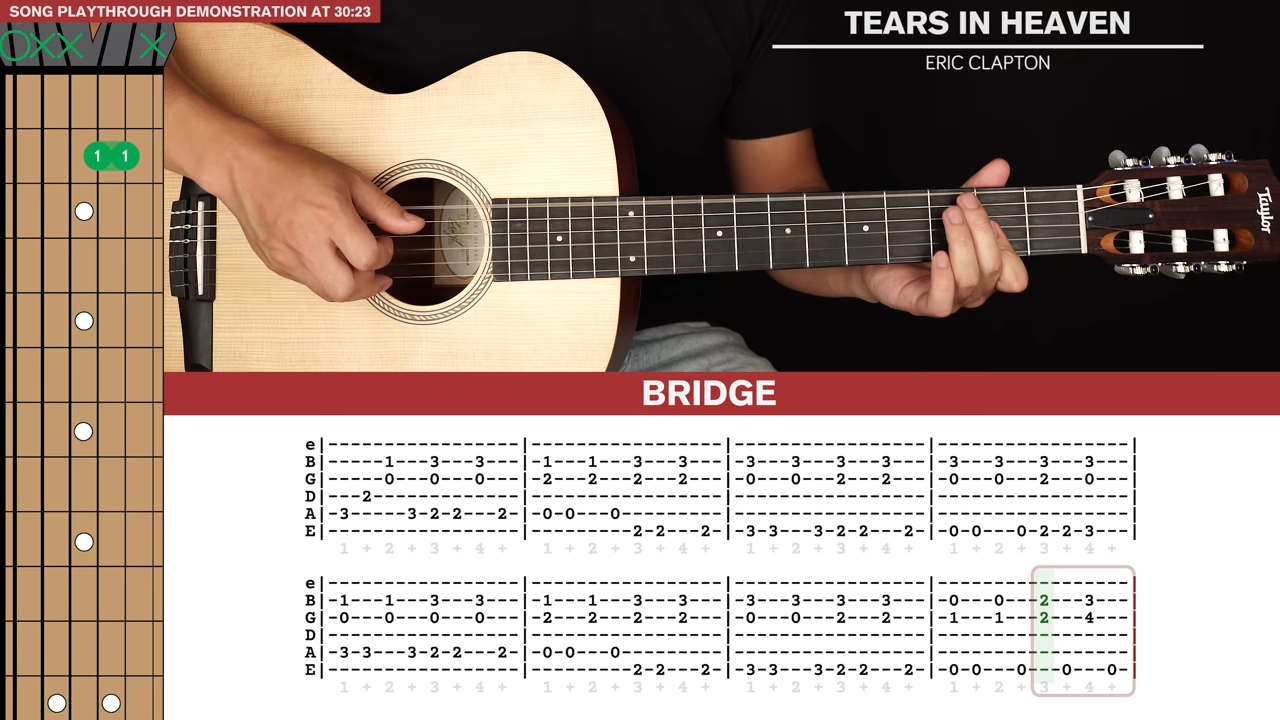 SONG PLAYTHROUGH DEMONSTRATION AT 30:23
TEARS IN HEAVEN
ERIC CLAPTON
1 1
Taylor
BRIDGE
e|-----------------|-----------------|-----------------|-----------------|
B|-----1---3---3---|-1---1---3---3---|-3---3---3---3---|-3---3---3---3---|
G|-----0---0---0---|-2---2---2---2---|-0---0---2---2---|-0---0---2---0---|
D|---2-------------|-----------------|-----------------|-----------------|
A|-3-----3-2-2---2-|-0-0---0---------|-----------------|-----------------|
E|-----------------|---------2-2---2-|-3-3---3-2-2---2-|-0-0---0-2-2-3---|
1 + 2 + 3 + 4 + 1 + 2 + 3 + 4 + 1 + 2 + 3 + 4 + 1 + 2 + 3 + 4 +
e|-----------------|-----------------|-----------------|-----------------|
B|-1---1---3---3---|-1---1---3---3---|-3---3---3---3---|-0---0---2---3---|
G|-0---0---0---0---|-2---2---2---2---|-0---0---2---2---|-1---1---2---4---|
D|-----------------|-----------------|-----------------|-----------------|
A|-3-3---3-2-2---2-|-0-0---0---------|-----------------|-----------------|
E|-----------------|---------2-2---2-|-3-3---3-2-2---2-|-0-0---0---0---0-|
1 + 2 + 3 + 4 + 1 + 2 + 3 + 4 + 1 + 2 + 3 + 4 + 1 + 2 + 3 + 4 +